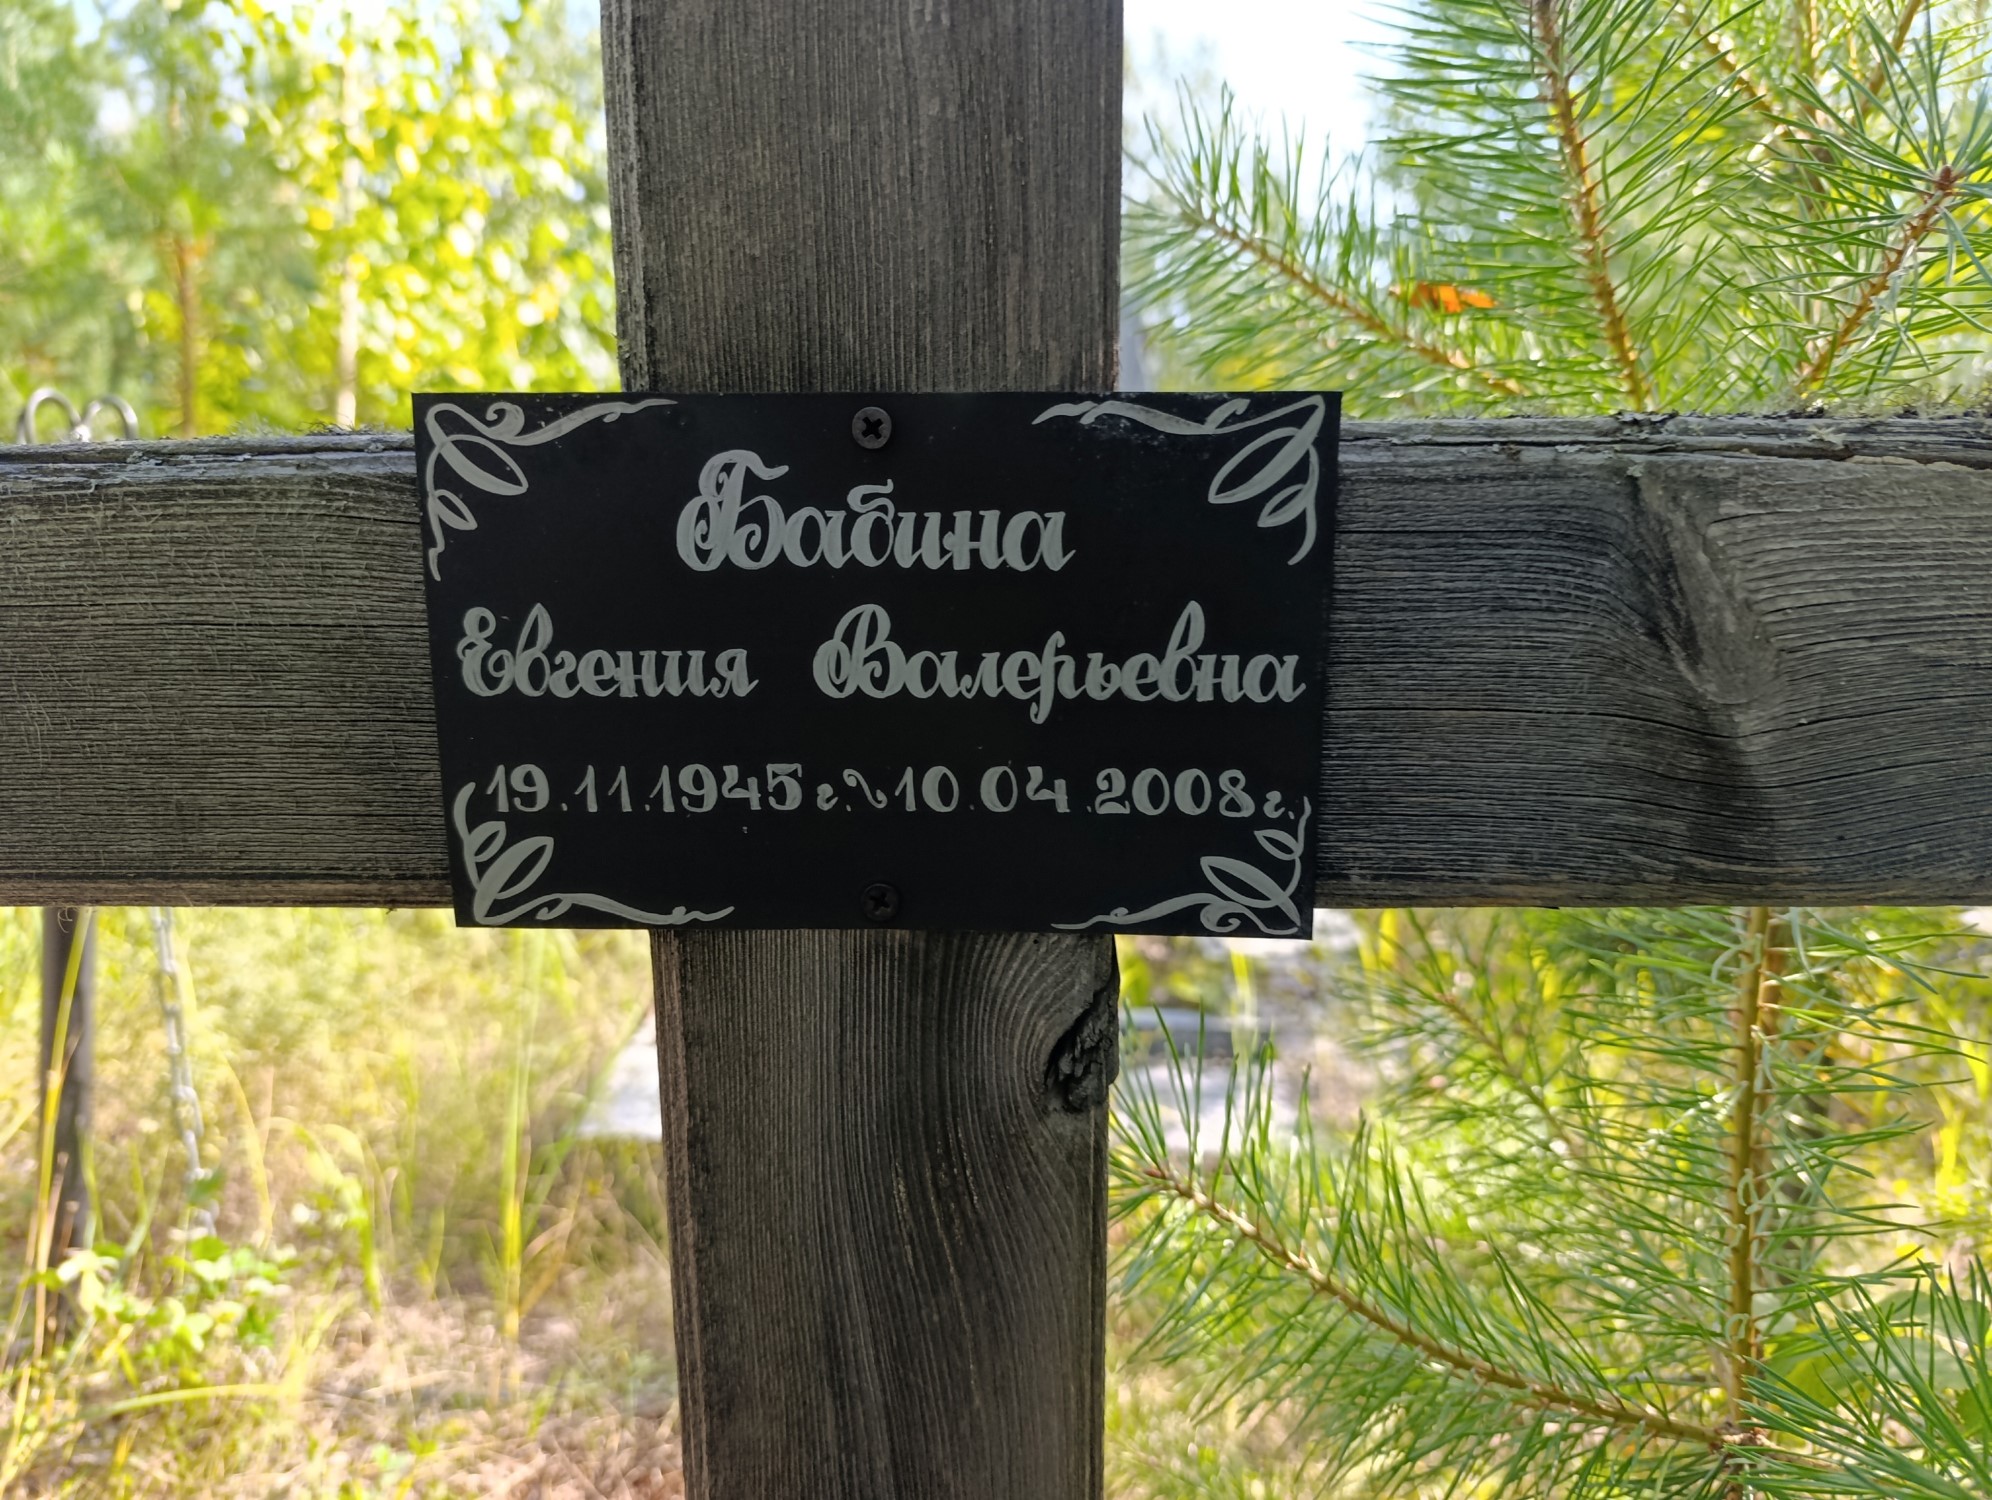 Бабина
Евгения Валерьевна
19.11.1945г.~10.04.2008г.